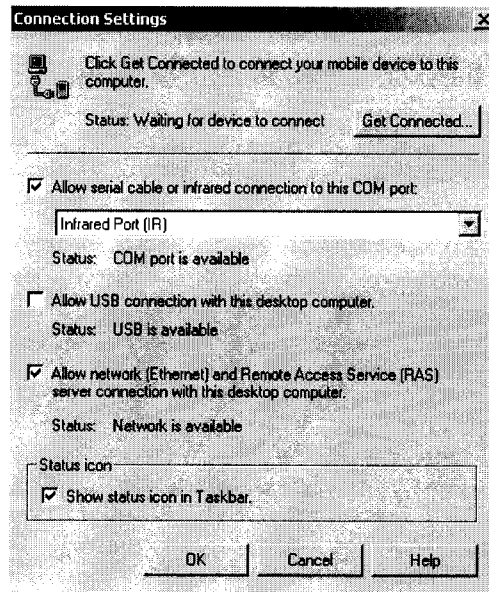 Connection Settings
Click Get Connected to connect your mobile device to this
computer.
Status: Waiting for device to connect
Get Connected...
Allow serial cable or infrared connection to this COM port:
Infrared Port (IR)
Status: COM port is available
Allow USB connection with this desktop computer.
Status: USB is available
Allow network (Ethernet) and Remote Access Service (RAS)
server connection with this desktop computer.
Status: Network is available
Status icon
Show status icon in Taskbar.
OK Cancel Help